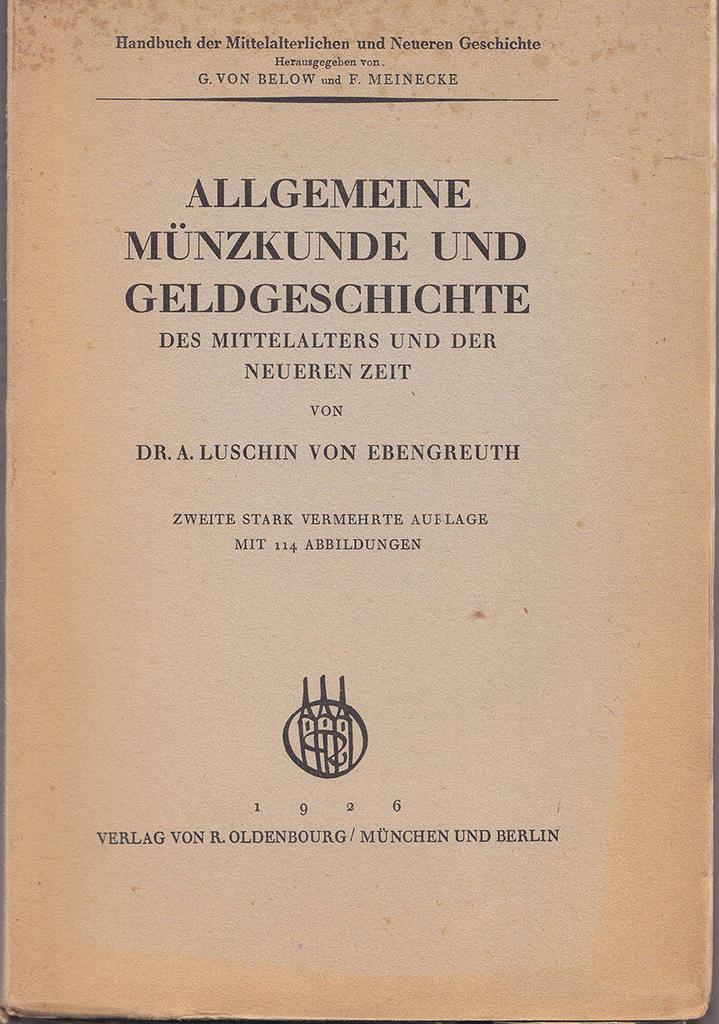 Handbuch der Mittelalterlichen und Neueren Geschichte
Herausgegeben von
G. VON BELOW und F. MEINECKE
ALLGEMEINE
MÜNZKUNDE UND
GELDGESCHICHTE
DES MITTELALTERS UND DER
NEUEREN ZEIT
VON
DR. A. LUSCHIN VON EBENGREUTH
ZWEITE STARK VERMEHRTE AUFLAGE
MIT 114 ABBILDUNGEN
1926
VERLAG VON R. OLDENBOURG / MÜNCHEN UND BERLIN